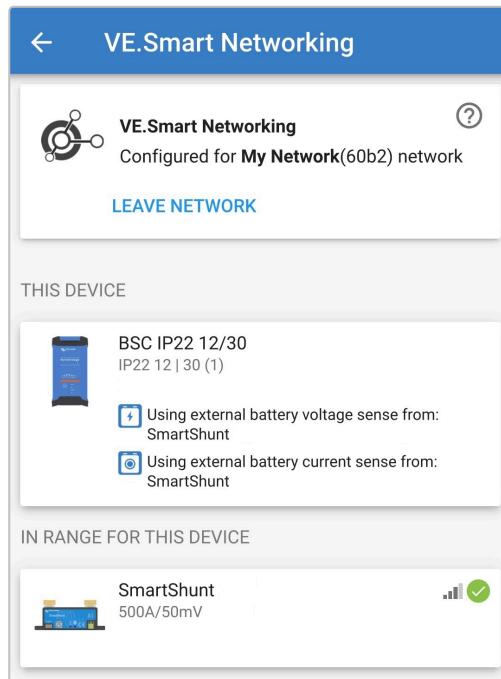 VE.Smart Networking
VE.Smart Networking
Configured for My Network(60b2) network
LEAVE NETWORK
THIS DEVICE
BSC IP22 12/30
IP22 12 | 30 (1)
Using external battery voltage sense from:
SmartShunt
Using external battery current sense from:
SmartShunt
IN RANGE FOR THIS DEVICE
SmartShunt
500A/50mV